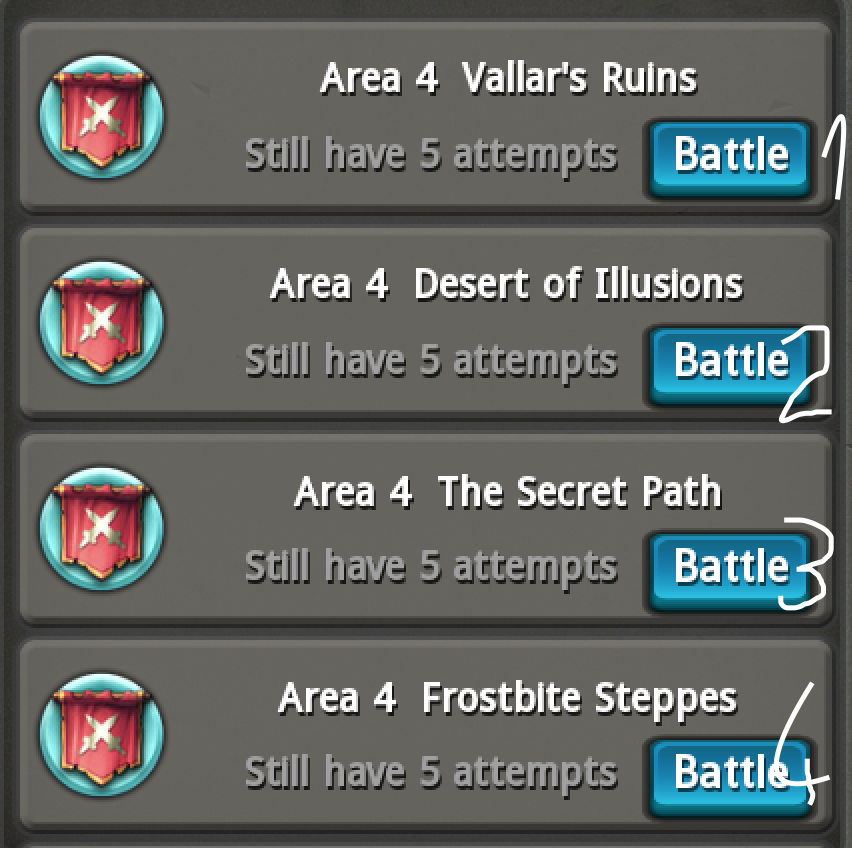 Area 4 Vallar's Ruins
Still have 5 attempts Battle 1
Area 4 Desert of Illusions
Still have 5 attempts Battle 2
Area 4 The Secret Path
Still have 5 attempts Battle 3
Area 4 Frostbite Steppes
Still have 5 attempts Battle 4